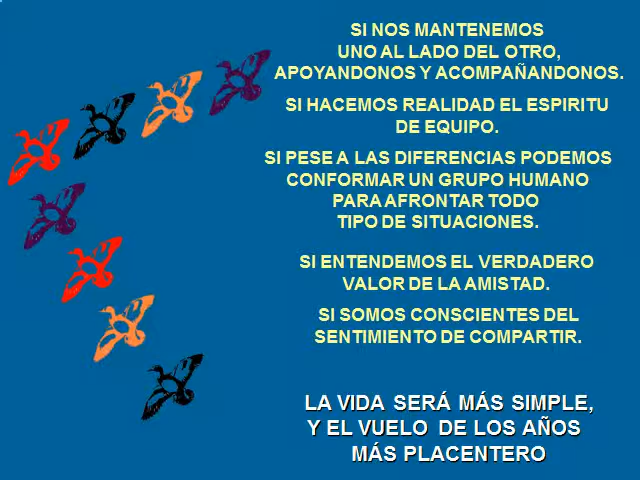 SI NOS MANTENEMOS
UNO AL LADO DEL OTRO,
APOYANDONOS Y ACOMPAÑANDONOS.
SI HACEMOS REALIDAD EL ESPIRITU
DE EQUIPO.
SI PESE A LAS DIFERENCIAS PODEMOS
CONFORMAR UN GRUPO HUMANO
PARA AFRONTAR TODO
TIPO DE SITUACIONES.
SI ENTENDEMOS EL VERDADERO
VALOR DE LA AMISTAD.
SI SOMOS CONSCIENTES DEL
SENTIMIENTO DE COMPARTIR.
LA VIDA SERÁ MÁS SIMPLE,
Y EL VUELO DE LOS AÑOS
MÁS PLACENTERO